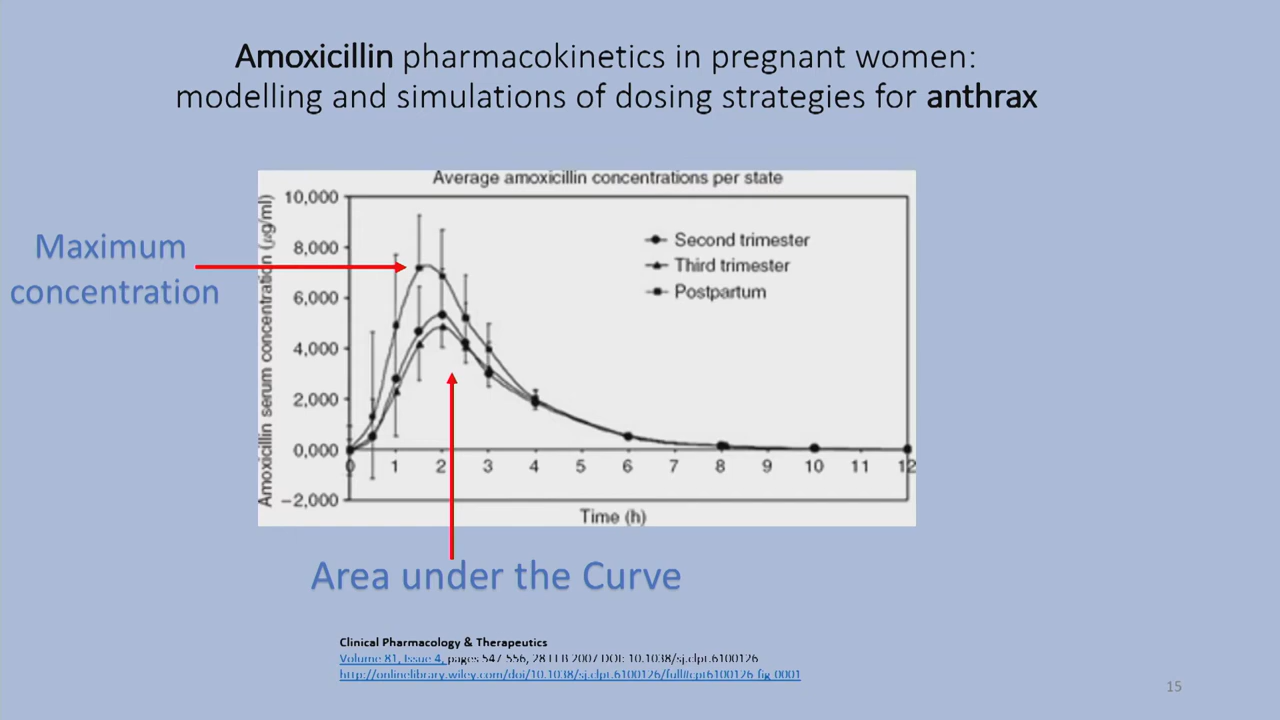 Amoxicillin pharmacokinetics in pregnant women:
modelling and simulations of dosing strategies for anthrax
Average amoxicillin concentrations per state
Amoxicillin serum concentration (µg/ml)
10,000
8,000
6,000
4,000
2,000
0,000
−2,000
Second trimester
Third trimester
Postpartum
0 1 2 3 4 5 6 7 8 9 10 11 12
Time (h)
Maximum
concentration
Area under the Curve
Clinical Pharmacology & Therapeutics
Volume 81, Issue 4, pages 547-556, 28 FEB 2007 DOI: 10.1038/sj.clpt.6100126
http://onlinelibrary.wiley.com/doi/10.1038/sj.clpt.6100126/full#cpt6100126-fig-0001
15